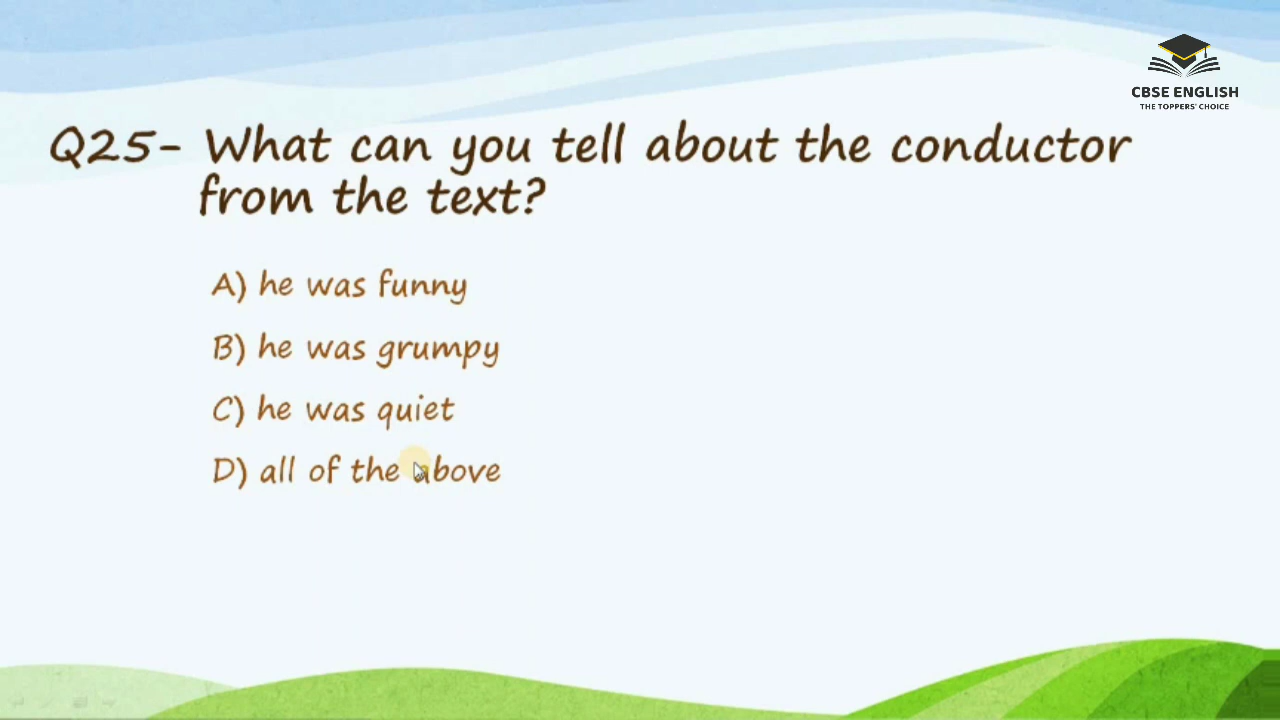 CBSE ENGLISH
THE TOPPERS' CHOICE
Q25- What can you tell about the conductor
from the text?
A) he was funny
B) he was grumpy
C) he was quiet
D) all of the above